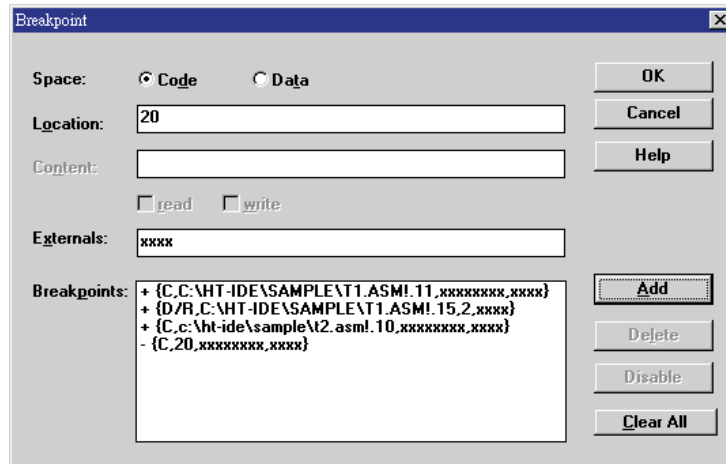 Breakpoint
Space: Code Data
OK
Location: 20
Cancel
Content:
Help
read write
Externals: xxxx
Breakpoints:
+ {C,C:\HT-IDE\SAMPLE\T1.ASM!.11,xxxxxxxx,xxxx}
+ {D/R,C:\HT-IDE\SAMPLE\T1.ASM!.15,2,xxxx}
+ {C,c:\ht-ide\sample\t2.asm!.10,xxxxxxxx,xxxx}
- {C,20,xxxxxxxx,xxxx}
Add
Delete
Disable
Clear All